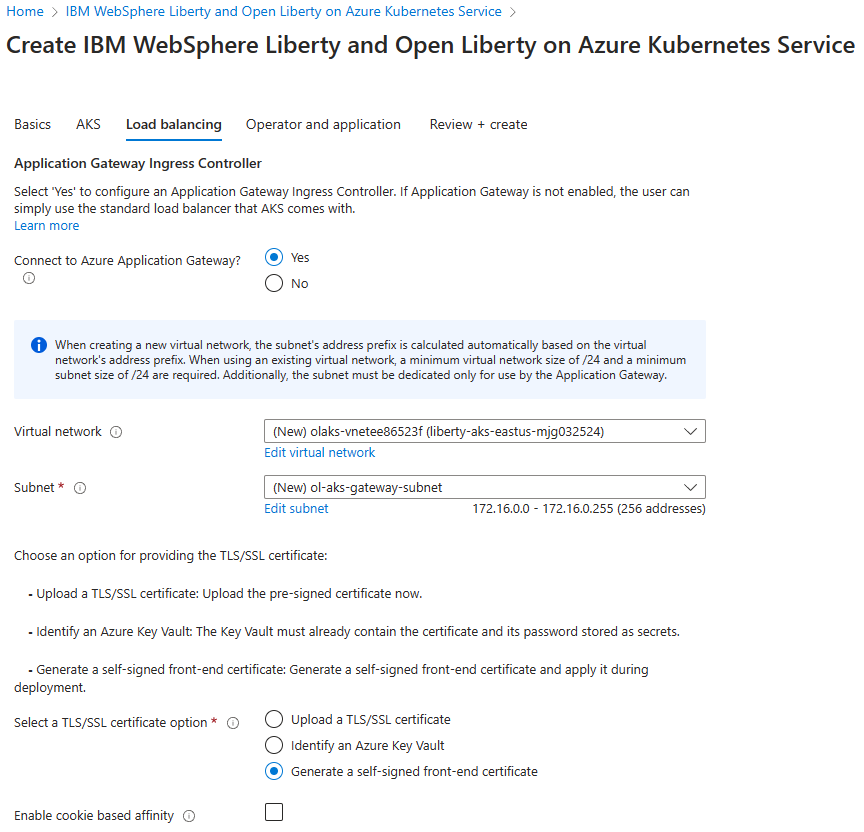 Home > IBM WebSphere Liberty and Open Liberty on Azure Kubernetes Service >
Create IBM WebSphere Liberty and Open Liberty on Azure Kubernetes Service
Basics AKS Load balancing Operator and application Review + create
Application Gateway Ingress Controller
Select 'Yes' to configure an Application Gateway Ingress Controller. If Application Gateway is not enabled, the user can
simply use the standard load balancer that AKS comes with.
Learn more
Connect to Azure Application Gateway?
Yes
No
When creating a new virtual network, the subnet's address prefix is calculated automatically based on the virtual
network's address prefix. When using an existing virtual network, a minimum virtual network size of /24 and a minimum
subnet size of /24 are required. Additionally, the subnet must be dedicated only for use by the Application Gateway.
Virtual network (New) olaks-vnetee86523f (liberty-aks-eastus-mjg032524)
Edit virtual network
Subnet * (New) ol-aks-gateway-subnet
Edit subnet 172.16.0.0 - 172.16.0.255 (256 addresses)
Choose an option for providing the TLS/SSL certificate:
- Upload a TLS/SSL certificate: Upload the pre-signed certificate now.
- Identify an Azure Key Vault: The Key Vault must already contain the certificate and its password stored as secrets.
- Generate a self-signed front-end certificate: Generate a self-signed front-end certificate and apply it during
deployment.
Select a TLS/SSL certificate option *
Upload a TLS/SSL certificate
Identify an Azure Key Vault
Generate a self-signed front-end certificate
Enable cookie based affinity